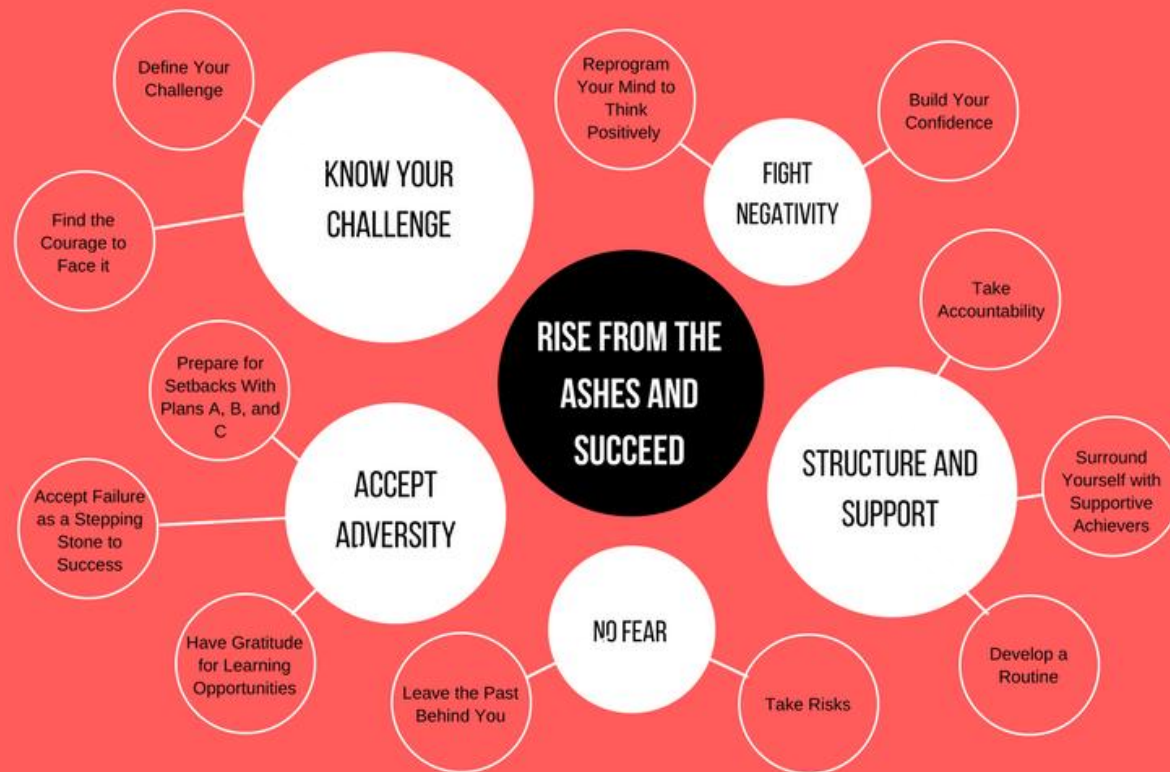 Define Your
Challenge
Find the
Courage to
Face it
KNOW YOUR
CHALLENGE
Reprogram
Your Mind to
Think
Positively
Build Your
Confidence
FIGHT
NEGATIVITY
RISE FROM THE
ASHES AND
SUCCEED
Take
Accountability
STRUCTURE AND
SUPPORT
Surround
Yourself with
Supportive
Achievers
Develop a
Routine
Prepare for
Setbacks With
Plans A, B, and
C
ACCEPT
ADVERSITY
Accept Failure
as a Stepping
Stone to
Success
Have Gratitude
for Learning
Opportunities
NO FEAR
Leave the Past
Behind You
Take Risks